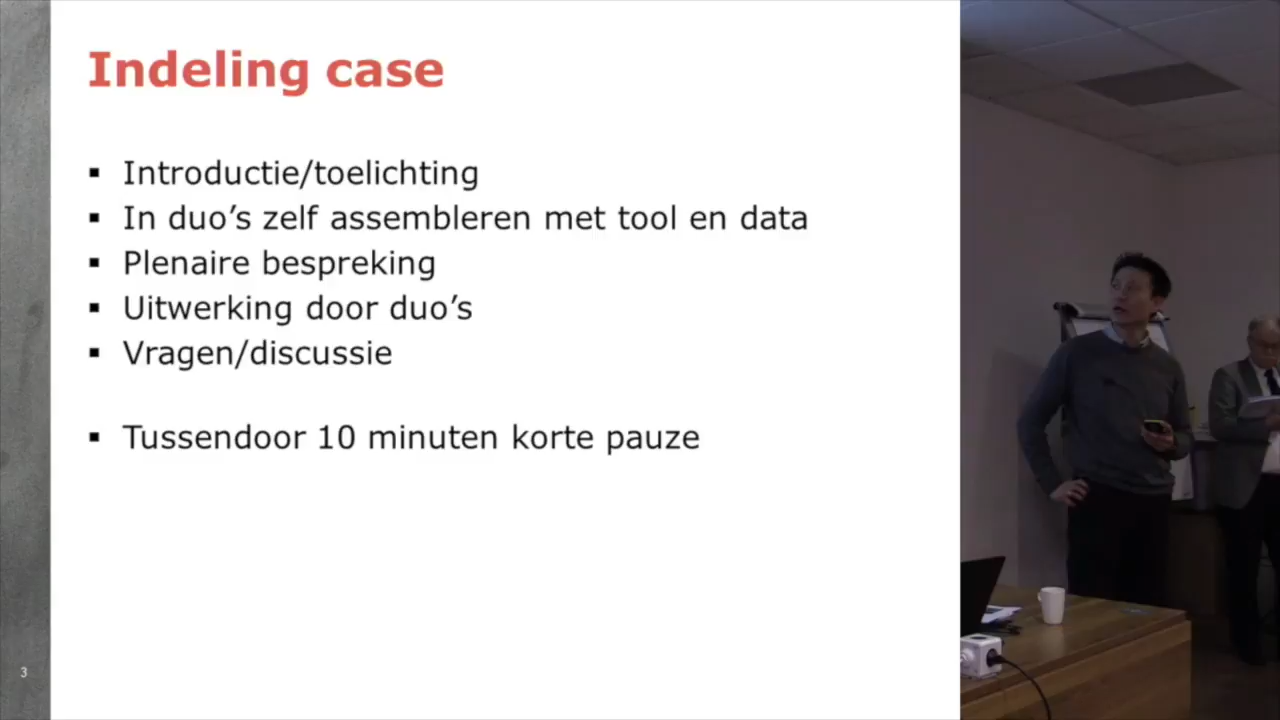 Indeling case
▪ Introductie/toelichting
▪ In duo’s zelf assembleren met tool en data
▪ Plenaire bespreking
▪ Uitwerking door duo’s
▪ Vragen/discussie
▪ Tussendoor 10 minuten korte pauze
3